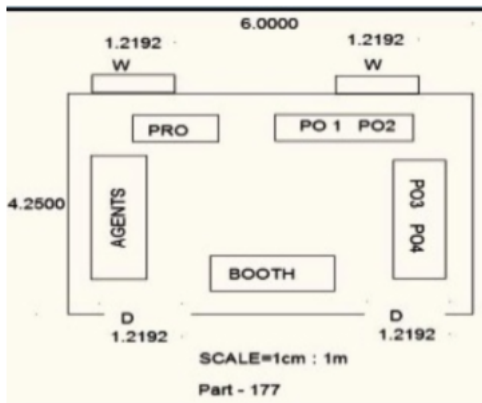 6.0000
1.2192 1.2192
W W
PRO PO 1 PO2
4.2500 AGENTS PO3 PO4
BOOTH
D D
1.2192 1.2192
SCALE=1cm : 1m
Part - 177